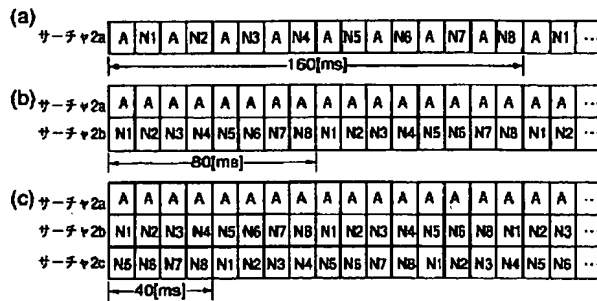 (a)
サーチャ2a A N1 A N2 A N3 A N4 A N5 A N6 A N7 A N8 A N1 …
160[ms]
(b)
サーチャ2a A A A A A A A A A A A A A A A A A A …
サーチャ2b N1 N2 N3 N4 N5 N6 N7 N8 N1 N2 N3 N4 N5 N6 N7 N8 N1 N2 …
80[ms]
(c)
サーチャ2a A A A A A A A A A A A A A A A A A A …
サーチャ2b N1 N2 N3 N4 N5 N6 N7 N8 N1 N2 N3 N4 N5 N6 N8 N1 N2 N3 …
サーチャ2c N5 N6 N7 N8 N1 N2 N3 N4 N5 N6 N7 N8 N1 N2 N3 N4 N5 N6 …
40[ms]